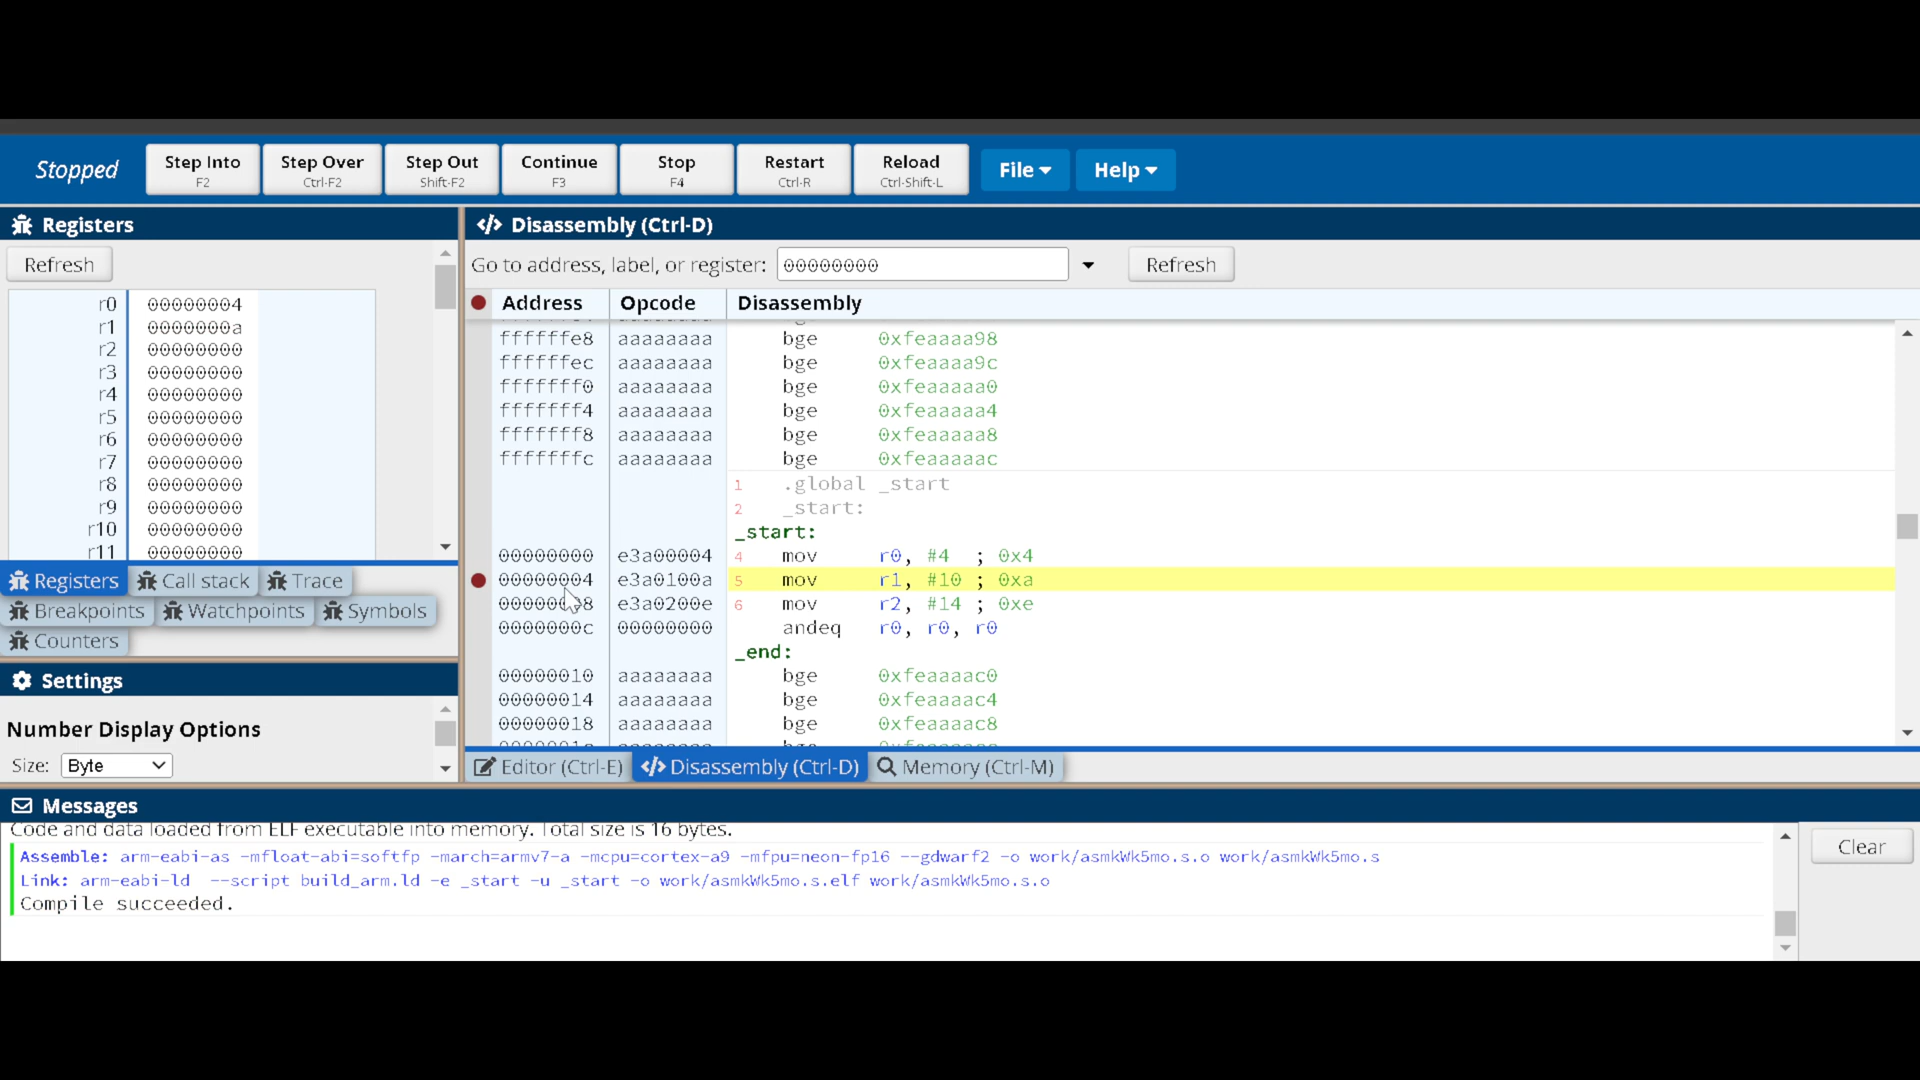 Stopped
Step Into
F2
Step Over
Ctrl-F2
Step Out
Shift-F2
Continue
F3
Stop
F4
Restart
Ctrl-R
Reload
Ctrl-Shift-L
File
Help
Registers
Refresh
r0 00000004
r1 0000000a
r2 00000000
r3 00000000
r4 00000000
r5 00000000
r6 00000000
r7 00000000
r8 00000000
r9 00000000
r10 00000000
r11 00000000
Registers Call stack Trace
Breakpoints Watchpoints Symbols
Counters
Settings
Number Display Options
Size: Byte
</> Disassembly (Ctrl-D)
Go to address, label, or register: 00000000 Refresh
Address Opcode Disassembly
ffffffe8 aaaaaaaa bge 0xfeaaaa98
ffffffec aaaaaaaa bge 0xfeaaaa9c
fffffff0 aaaaaaaa bge 0xfeaaaaa0
fffffff4 aaaaaaaa bge 0xfeaaaaa4
fffffff8 aaaaaaaa bge 0xfeaaaaa8
fffffffc aaaaaaaa bge 0xfeaaaaac
1 .global _start
2 _start:
_start:
00000000 e3a00004 4 mov r0, #4 ; 0x4
00000004 e3a0100a 5 mov r1, #10 ; 0xa
00000008 e3a0200e 6 mov r2, #14 ; 0xe
0000000c 00000000 andeq r0, r0, r0
_end:
00000010 aaaaaaaa bge 0xfeaaaac0
00000014 aaaaaaaa bge 0xfeaaaac4
00000018 aaaaaaaa bge 0xfeaaaac8
Editor (Ctrl-E) </> Disassembly (Ctrl-D) Memory (Ctrl-M)
Messages
Code and data loaded from ELF executable into memory. Total size is 16 bytes.
Assemble: arm-eabi-as -mfloat-abi=softfp -march=armv7-a -mcpu=cortex-a9 -mfpu=neon-fp16 --gdwarf2 -o work/asmkWk5mo.s.o work/asmkWk5mo.s
Link: arm-eabi-ld --script build_arm.ld -e _start -u _start -o work/asmkWk5mo.s.elf work/asmkWk5mo.s.o
Compile succeeded.
Clear